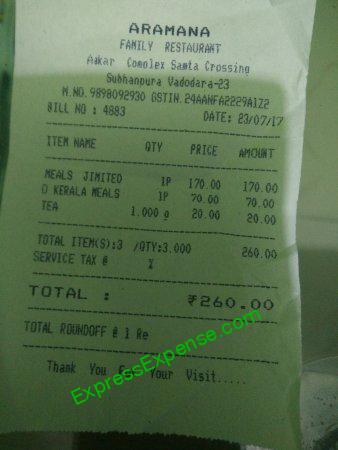 ARAMANA
FAMILY RESTAURANT
Aakar Complex Samta Crossing
Subhanpura Vadodara-23
M.NO. 9898092930 GSTIN.24AANFA2229A1Z2
BILL NO : 4883 DATE: 23/07/17
ITEM NAME QTY PRICE AMOUNT
MEALS JIMITED 1P 170.00 170.00
D KERALA MEALS 1P 70.00 70.00
TEA 1.000 g 20.00 20.00
TOTAL ITEM(S):3 /QTY:3.000 260.00
SERVICE TAX @ %
TOTAL : ₹260.00
TOTAL ROUNDOFF # 1 Re
Thank You For Your Visit.....
ExpressExpense.com